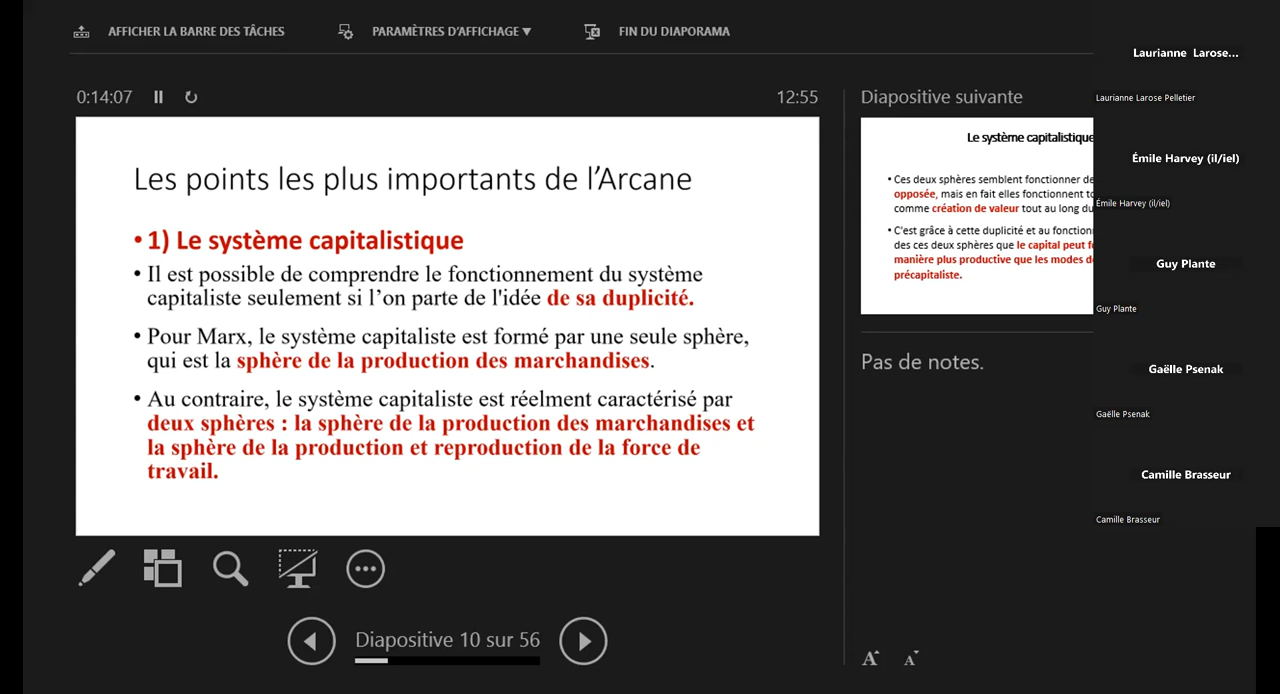 AFFICHER LA BARRE DES TÂCHES
PARAMÈTRES D'AFFICHAGE ▼
FIN DU DIAPORAMA
0:14:07
12:55
Les points les plus importants de l'Arcane
• 1) Le système capitalistique
• Il est possible de comprendre le fonctionnement du système
capitaliste seulement si l'on parte de l'idée de sa duplicité.
• Pour Marx, le système capitaliste est formé par une seule sphère,
qui est la sphère de la production des marchandises.
• Au contraire, le système capitaliste est réelment caractérisé par
deux sphères : la sphère de la production des marchandises et
la sphère de la production et reproduction de la force de
travail.
Diapositive 10 sur 56
Diapositive suivante
Le système capitalistique
• Ces deux sphères semblent fonctionner de
opposée, mais en fait elles fonctionnent
comme création de valeur tout au long du
• C'est grâce à cette duplicité et au
des ces deux sphères que le capital peut
manière plus productive que les modes
précapitaliste.
Pas de notes.
A A
Laurianne Larose...
Laurianne Larose Pelletier
Émile Harvey (il/iel)
Émile Harvey (il/iel)
Guy Plante
Guy Plante
Gaëlle Psenak
Gaëlle Psenak
Camille Brasseur
Camille Brasseur